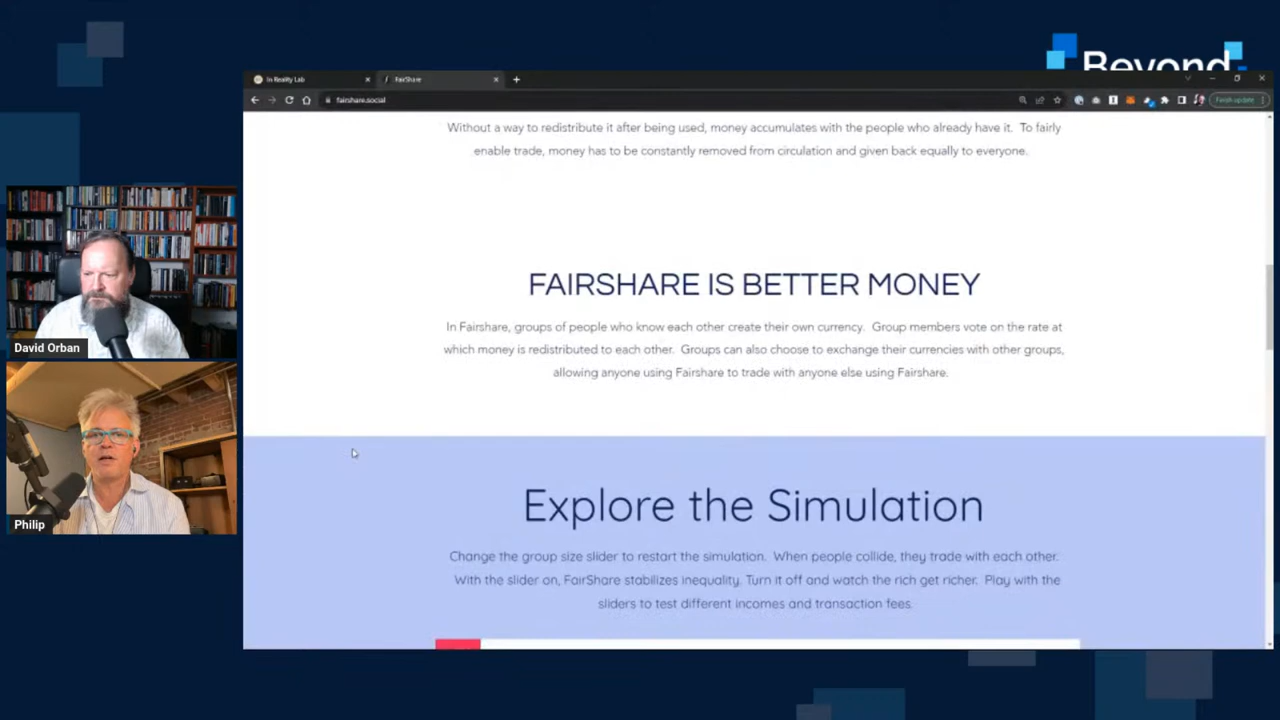 Beyond
In Reality Lab
FairShare
fairshare.social
Finish update
Without a way to redistribute it after being used, money accumulates with the people who already have it. To fairly
enable trade, money has to be constantly removed from circulation and given back equally to everyone.
FAIRSHARE IS BETTER MONEY
In Fairshare, groups of people who know each other create their own currency. Group members vote on the rate at
which money is redistributed to each other. Groups can also choose to exchange their currencies with other groups,
allowing anyone using Fairshare to trade with anyone else using Fairshare.
David Orban
Explore the Simulation
Philip
Change the group size slider to restart the simulation. When people collide, they trade with each other.
With the slider on, FairShare stabilizes inequality. Turn it off and watch the rich get richer. Play with the
sliders to test different incomes and transaction fees.